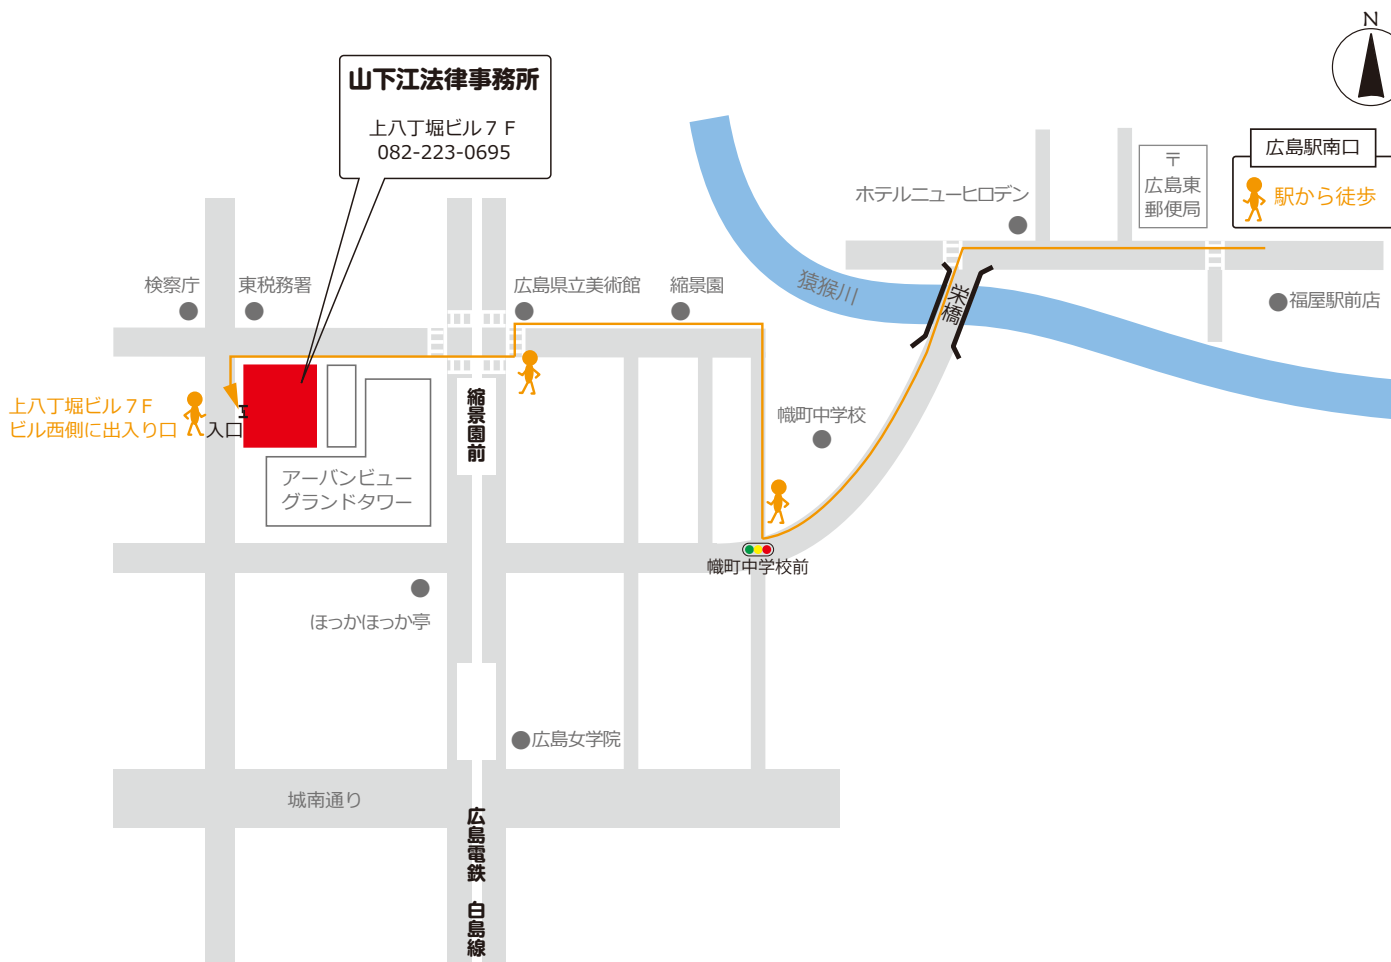 N
山下江法律事務所
上八丁堀ビル7F
082-223-0695
広島駅南口
駅から徒歩
〒
広島東
郵便局
ホテルニューヒロデン
検察庁
東税務署
広島県立美術館
縮景園
猿猴川
栄橋
福屋駅前店
上八丁堀ビル7F
ビル西側に出入り口
入口
縮景園前
幟町中学校
アーバンビュー
グランドタワー
幟町中学校前
ほっかほっか亭
広島女学院
城南通り
広島電鉄 白島線